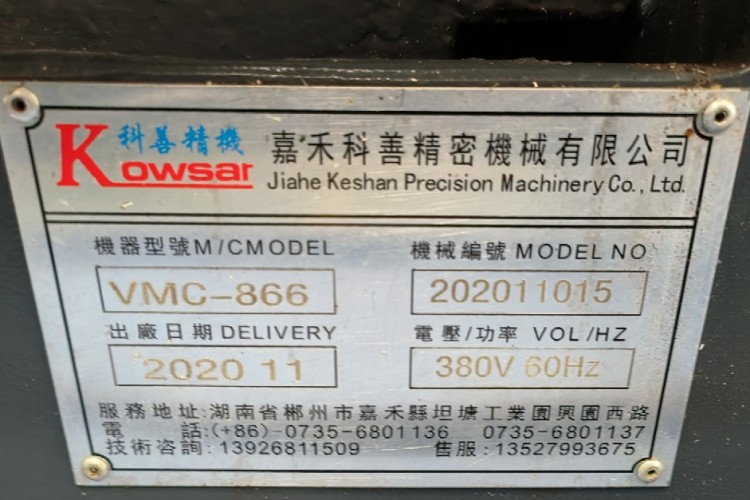 科善精機
Kowsar
嘉禾科善精密機械有限公司
Jiahe Keshan Precision Machinery Co., Ltd.
機器型號M/CMODEL
機械編號 MODEL NO
VMC-866
202011015
出廠日期 DELIVERY
電壓/功率 VOL/HZ
2020 11
380V 60Hz
服務地址:湖南省郴州市嘉禾縣坦塘工業園興園西路
電 話:(+86)-0735-6801136 0735-6801137
技術咨詢: 13926811509 售服: 13527993675